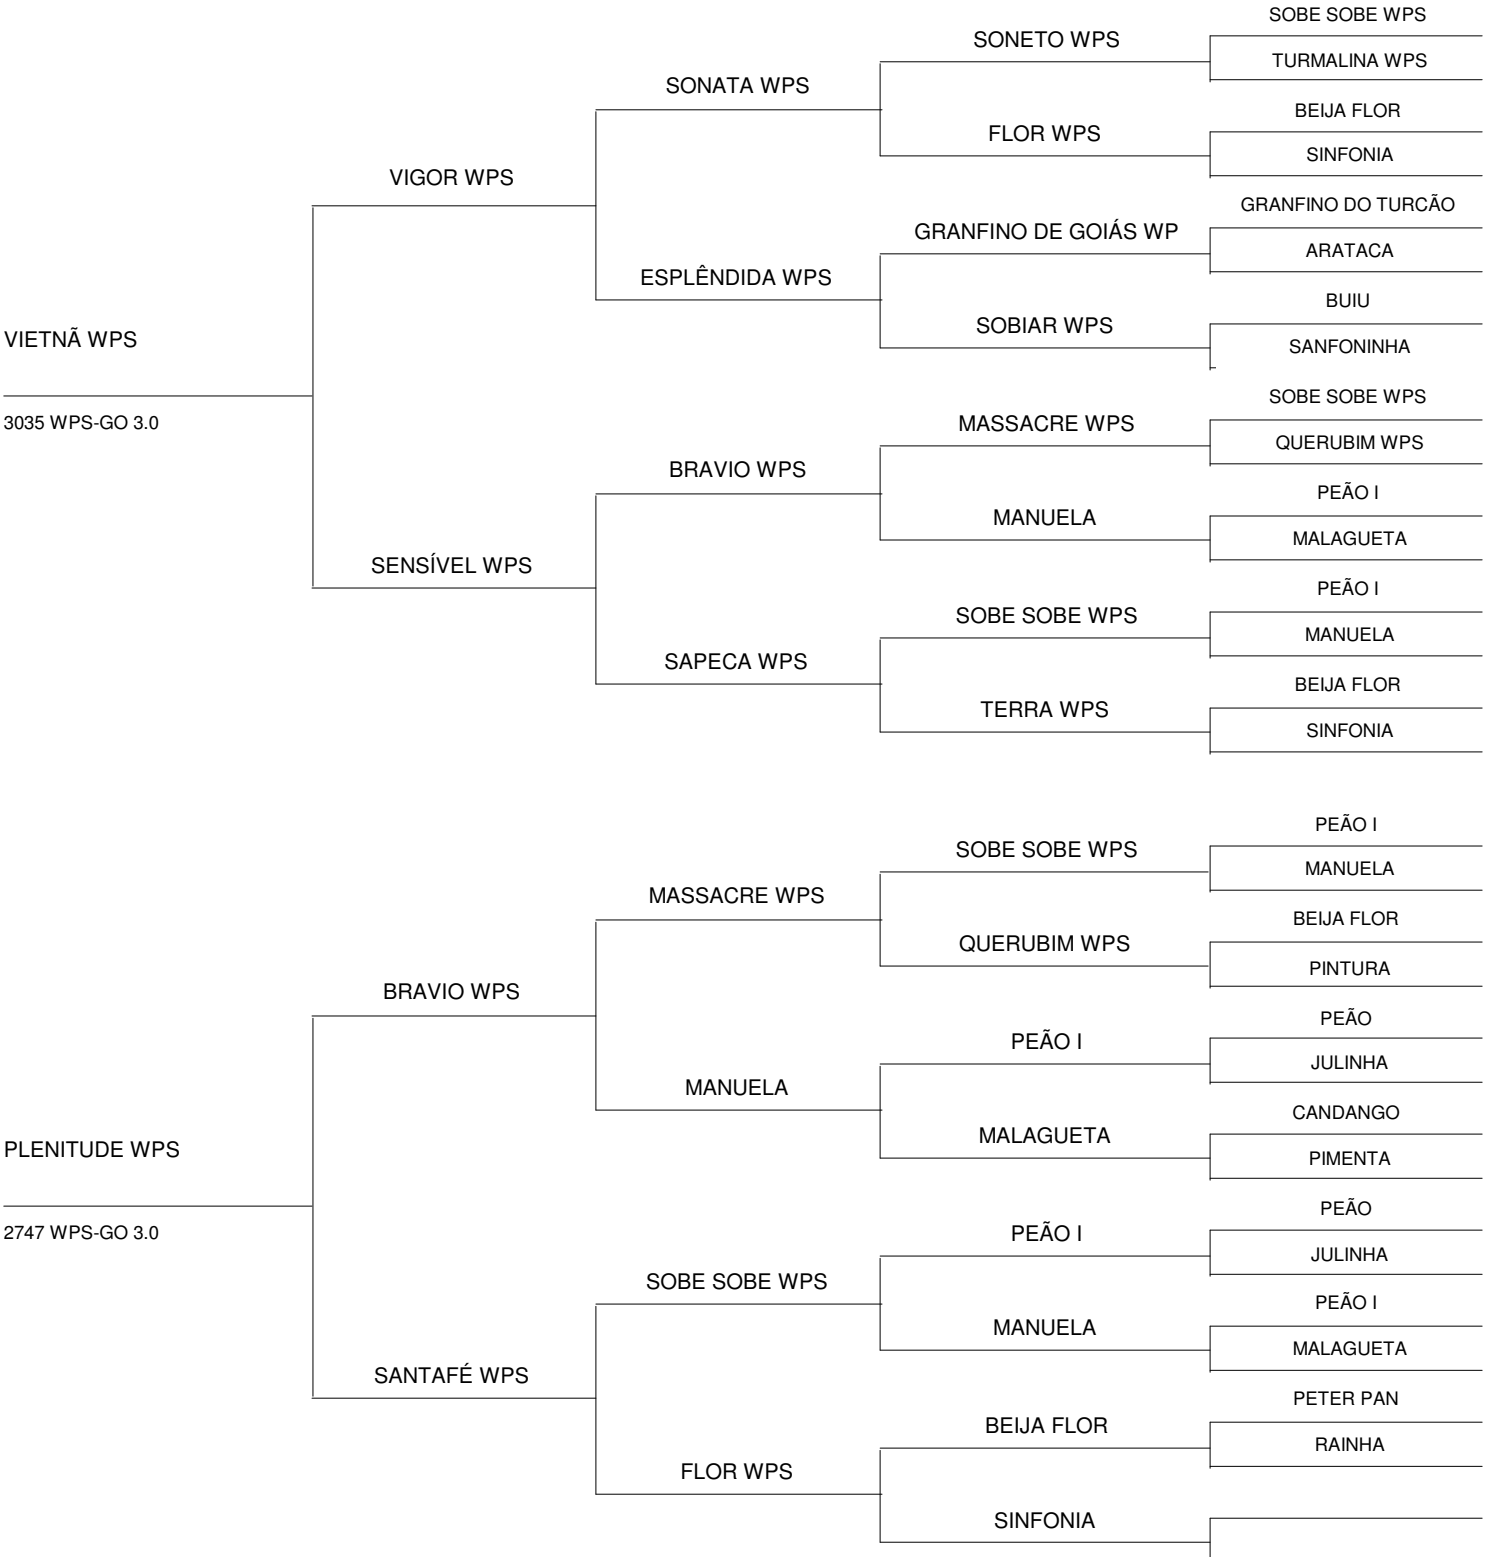 SOBE SOBE WPS
SONETO WPS
TURMALINA WPS
SONATA WPS
BEIJA FLOR
FLOR WPS
SINFONIA
VIGOR WPS
GRANFINO DO TURCÃO
GRANFINO DE GOIÁS WP
ARATACA
ESPLÊNDIDA WPS
BUIU
SOBIAR WPS
SANFONINHA
VIETNÃ WPS
3035 WPS-GO 3.0
SOBE SOBE WPS
MASSACRE WPS
QUERUBIM WPS
BRAVIO WPS
PEÃO I
MANUELA
MALAGUETA
SENSÍVEL WPS
PEÃO I
SOBE SOBE WPS
MANUELA
SAPECA WPS
BEIJA FLOR
TERRA WPS
SINFONIA
PEÃO I
SOBE SOBE WPS
MANUELA
MASSACRE WPS
BEIJA FLOR
QUERUBIM WPS
PINTURA
BRAVIO WPS
PEÃO
PEÃO I
JULINHA
MANUELA
CANDANGO
MALAGUETA
PIMENTA
PLENITUDE WPS
2747 WPS-GO 3.0
PEÃO
PEÃO I
JULINHA
SOBE SOBE WPS
PEÃO I
MANUELA
MALAGUETA
SANTAFÉ WPS
PETER PAN
BEIJA FLOR
RAINHA
FLOR WPS
SINFONIA